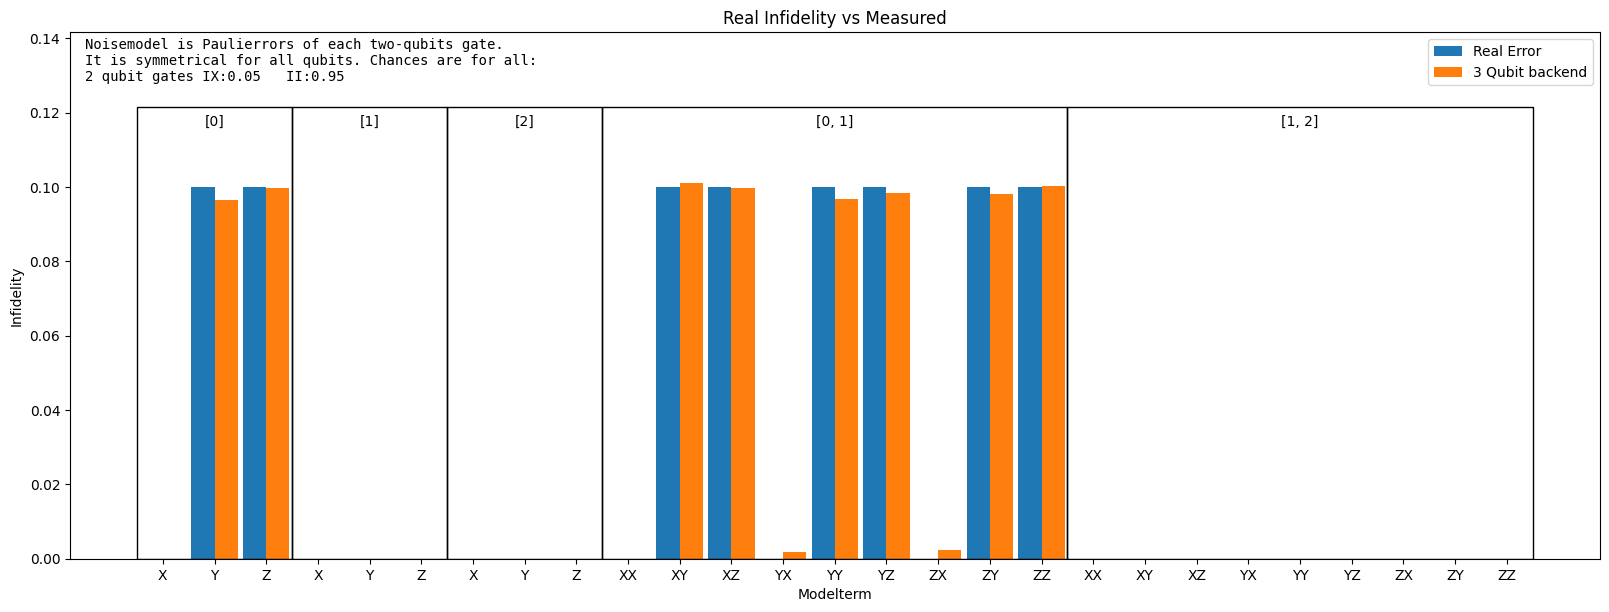 Real Infidelity vs Measured
Noisemodel is Paulierrors of each two-qubits gate.
It is symmetrical for all qubits. Chances are for all:
2 qubit gates IX:0.05   II:0.95
Real Error
3 Qubit backend
[0] [1] [2] [0, 1] [1, 2]
0.14
0.12
0.10
0.08
0.06
0.04
0.02
0.00
Infidelity
X Y Z X Y Z X Y Z XX XY XZ YX YY YZ ZX ZY ZZ XX XY XZ YX YY YZ ZX ZY ZZ
Modelterm